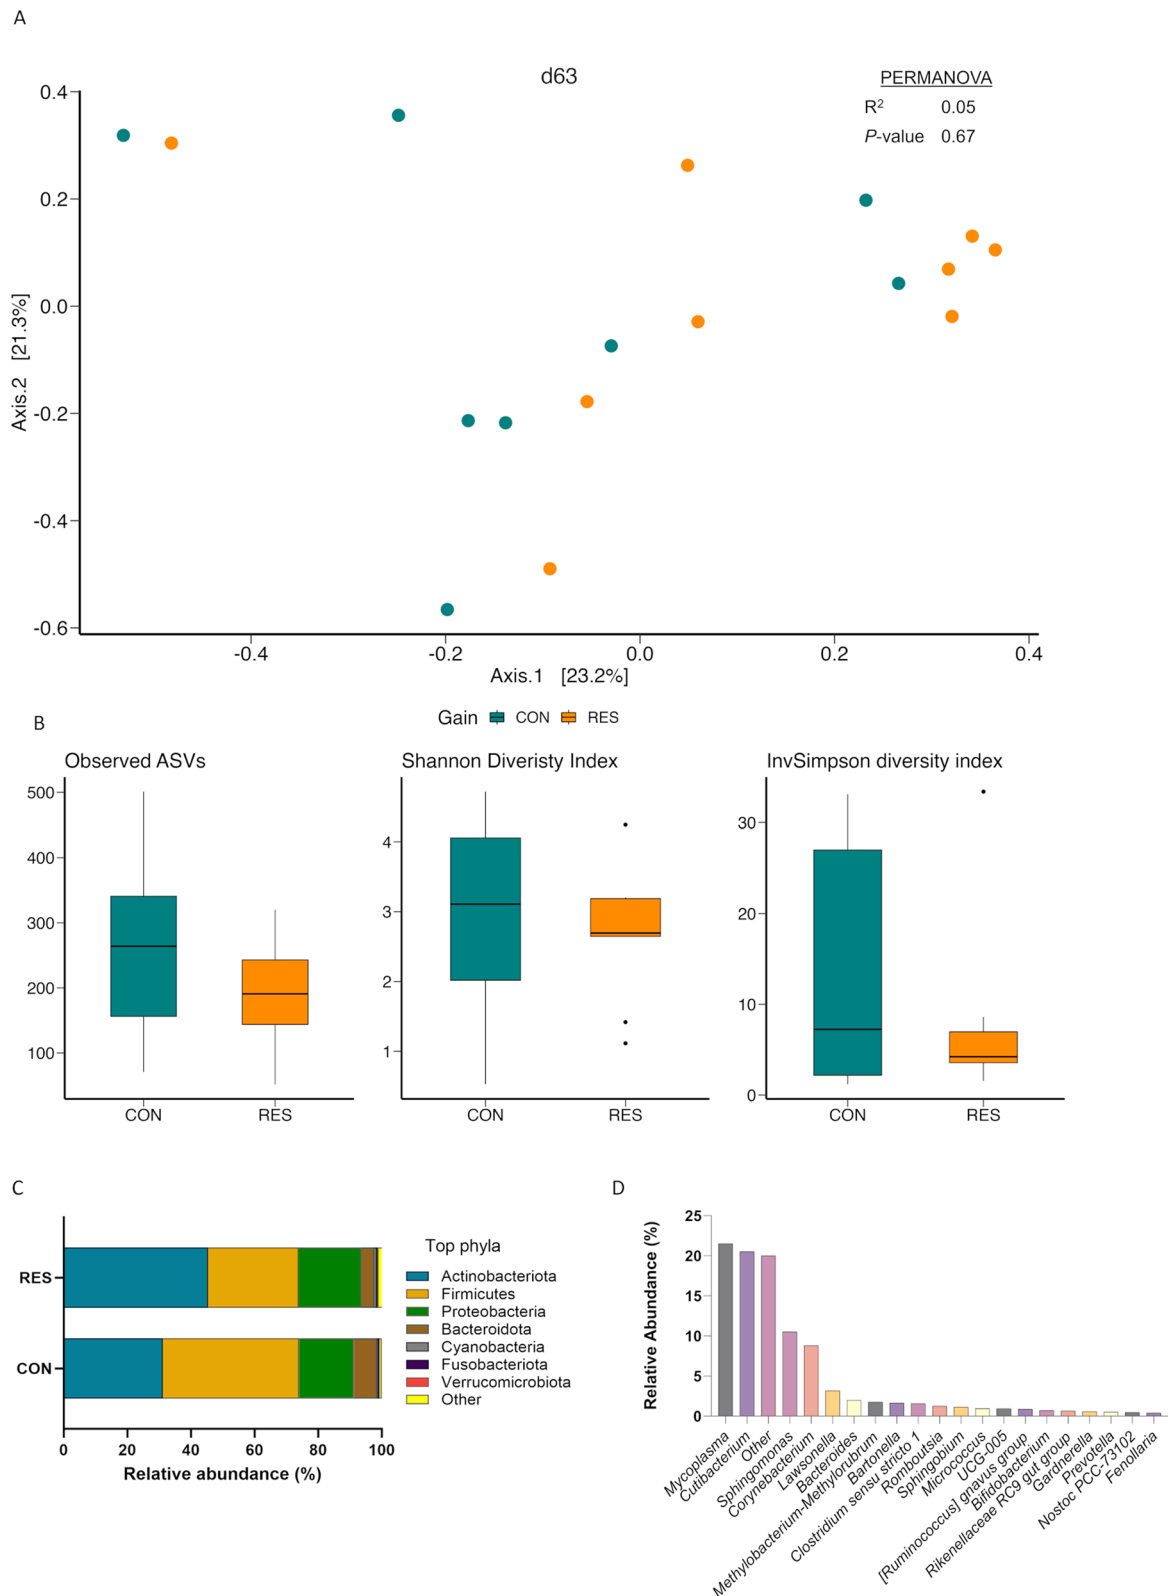 A
d63
PERMANOVA
R² 0.05
P-value 0.67
0.4
0.2
0.0
-0.2
-0.4
-0.6
Axis.2 [21.3%]
-0.4 -0.2 0.0 0.2 0.4
Axis.1 [23.2%]
Gain CON RES
B
Observed ASVs
500
400
300
200
100
CON RES
Shannon Diveristy Index
4
3
2
1
CON RES
InvSimpson diversity index
30
20
10
0
CON RES
C
RES
CON
0 20 40 60 80 100
Relative abundance (%)
Top phyla
Actinobacteriota
Firmicutes
Proteobacteria
Bacteroidota
Cyanobacteria
Fusobacteriota
Verrucomicrobiota
Other
D
Relative Abundance (%)
25
20
15
10
5
0
Mycoplasma
Cutibacterium
Other
Sphingomonas
Corynebacterium
Lawsonella
Bacteroides
Methylobacterium-Methylorubrum
Bartonella
Clostridium sensu stricto 1
Romboutsia
Sphingobium
Micrococcus
UCG-005
[Ruminococcus] gnavus group
Bifidobacterium
Rikenellaceae RC9 gut group
Gardnerella
Prevotella
Nostoc PCC-73102
Fenollaria